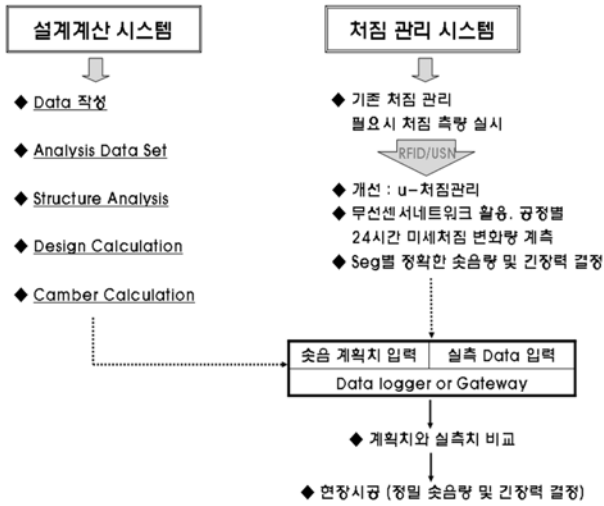 설계계산 시스템
◆ Data 작성
◆ Analysis Data Set
◆ Structure Analysis
◆ Design Calculation
◆ Camber Calculation
처짐 관리 시스템
◆ 기존 처짐 관리
필요시 처짐 측량 실시
RFID/USN
◆ 개선 : u-처짐관리
◆ 무선센서네트워크 활용. 공정별
24시간 미세처짐 변화량 계측
◆ Seg별 정확한 솟음량 및 긴장력 결정
솟음 계획치 입력
실측 Data 입력
Data logger or Gateway
◆ 계획치와 실측치 비교
◆ 현장시공 (정밀 솟음량 및 긴장력 결정)